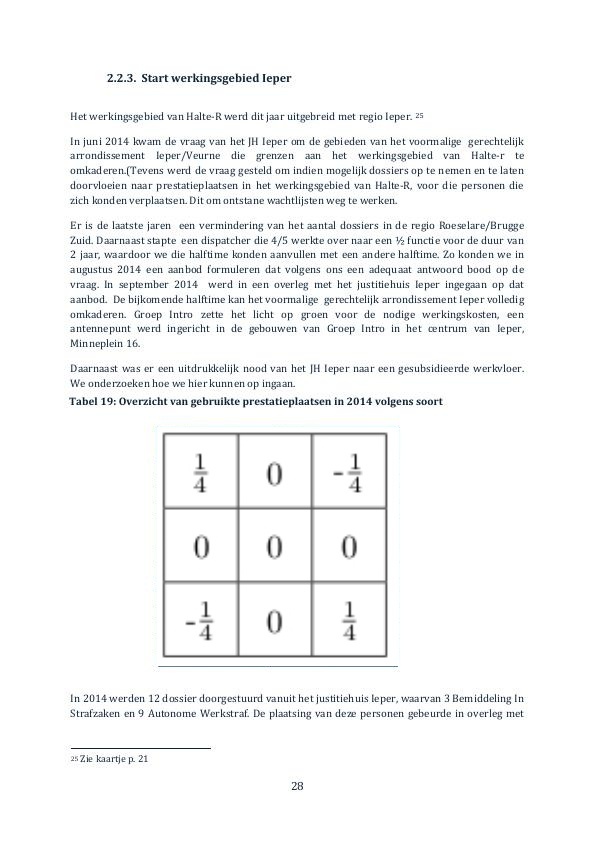 2.2.3. Start werkingsgebied Ieper
Het werkingsgebied van Halte-R werd dit jaar uitgebreid met regio Ieper. 25
In juni 2014 kwam de vraag van het JH Ieper om de gebieden van het voormalige gerechtelijk
arrondissement Ieper/Veurne die grenzen aan het werkingsgebied van Halte-r te
omkaderen.(Tevens werd de vraag gesteld om indien mogelijk dossiers op te nemen en te laten
doorvloeien naar prestatieplaatsen in het werkingsgebied van Halte-R, voor die personen die
zich konden verplaatsen. Dit om ontstane wachtlijsten weg te werken.
Er is de laatste jaren een vermindering van het aantal dossiers in de regio Roeselare/Brugge
Zuid. Daarnaast stapte een dispatcher die 4/5 werkte over naar een ½ functie voor de duur van
2 jaar, waardoor we die halftime konden aanvullen met een andere halftime. Zo konden we in
augustus 2014 een aanbod formuleren dat volgens ons een adequaat antwoord bood op de
vraag. In september 2014 werd in een overleg met het justitiehuis Ieper ingegaan op dat
aanbod. De bijkomende halftime kan het voormalige gerechtelijk arrondissement Ieper volledig
omkaderen. Groep Intro zette het licht op groen voor de nodige werkingskosten, een
antennepunt werd ingericht in de gebouwen van Groep Intro in het centrum van Ieper,
Minneplein 16.
Daarnaast was er een uitdrukkelijk nood van het JH Ieper naar een gesubsidieerde werkvloer.
We onderzoeken hoe we hier kunnen op ingaan.
Tabel 19: Overzicht van gebruikte prestatieplaatsen in 2014 volgens soort
1/4 0 -1/4
0 0 0
-1/4 0 1/4
In 2014 werden 12 dossier doorgestuurd vanuit het justitiehuis Ieper, waarvan 3 Bemiddeling In
Strafzaken en 9 Autonome Werkstraf. De plaatsing van deze personen gebeurde in overleg met
25 Zie kaartje p. 21
28